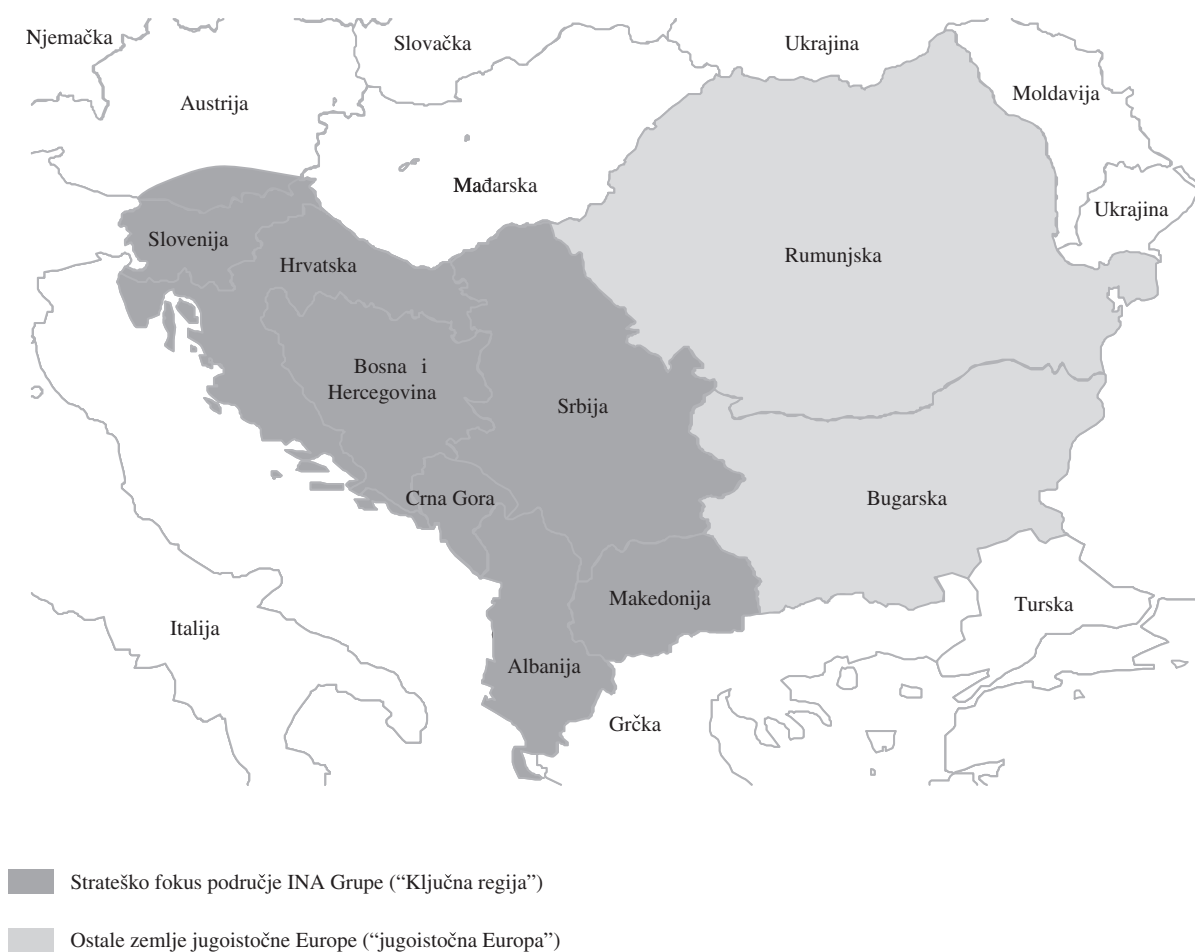 Njemačka
Slovačka
Ukrajina
Austrija
Moldavija
Mađarska
Ukrajina
Slovenija
Hrvatska
Rumunjska
Bosna i
Hercegovina
Srbija
Crna Gora
Bugarska
Makedonija
Turska
Italija
Albanija
Grčka
Strateško fokus područje INA Grupe (“Ključna regija”)
Ostale zemlje jugoistočne Europe (“jugoistočna Europa”)